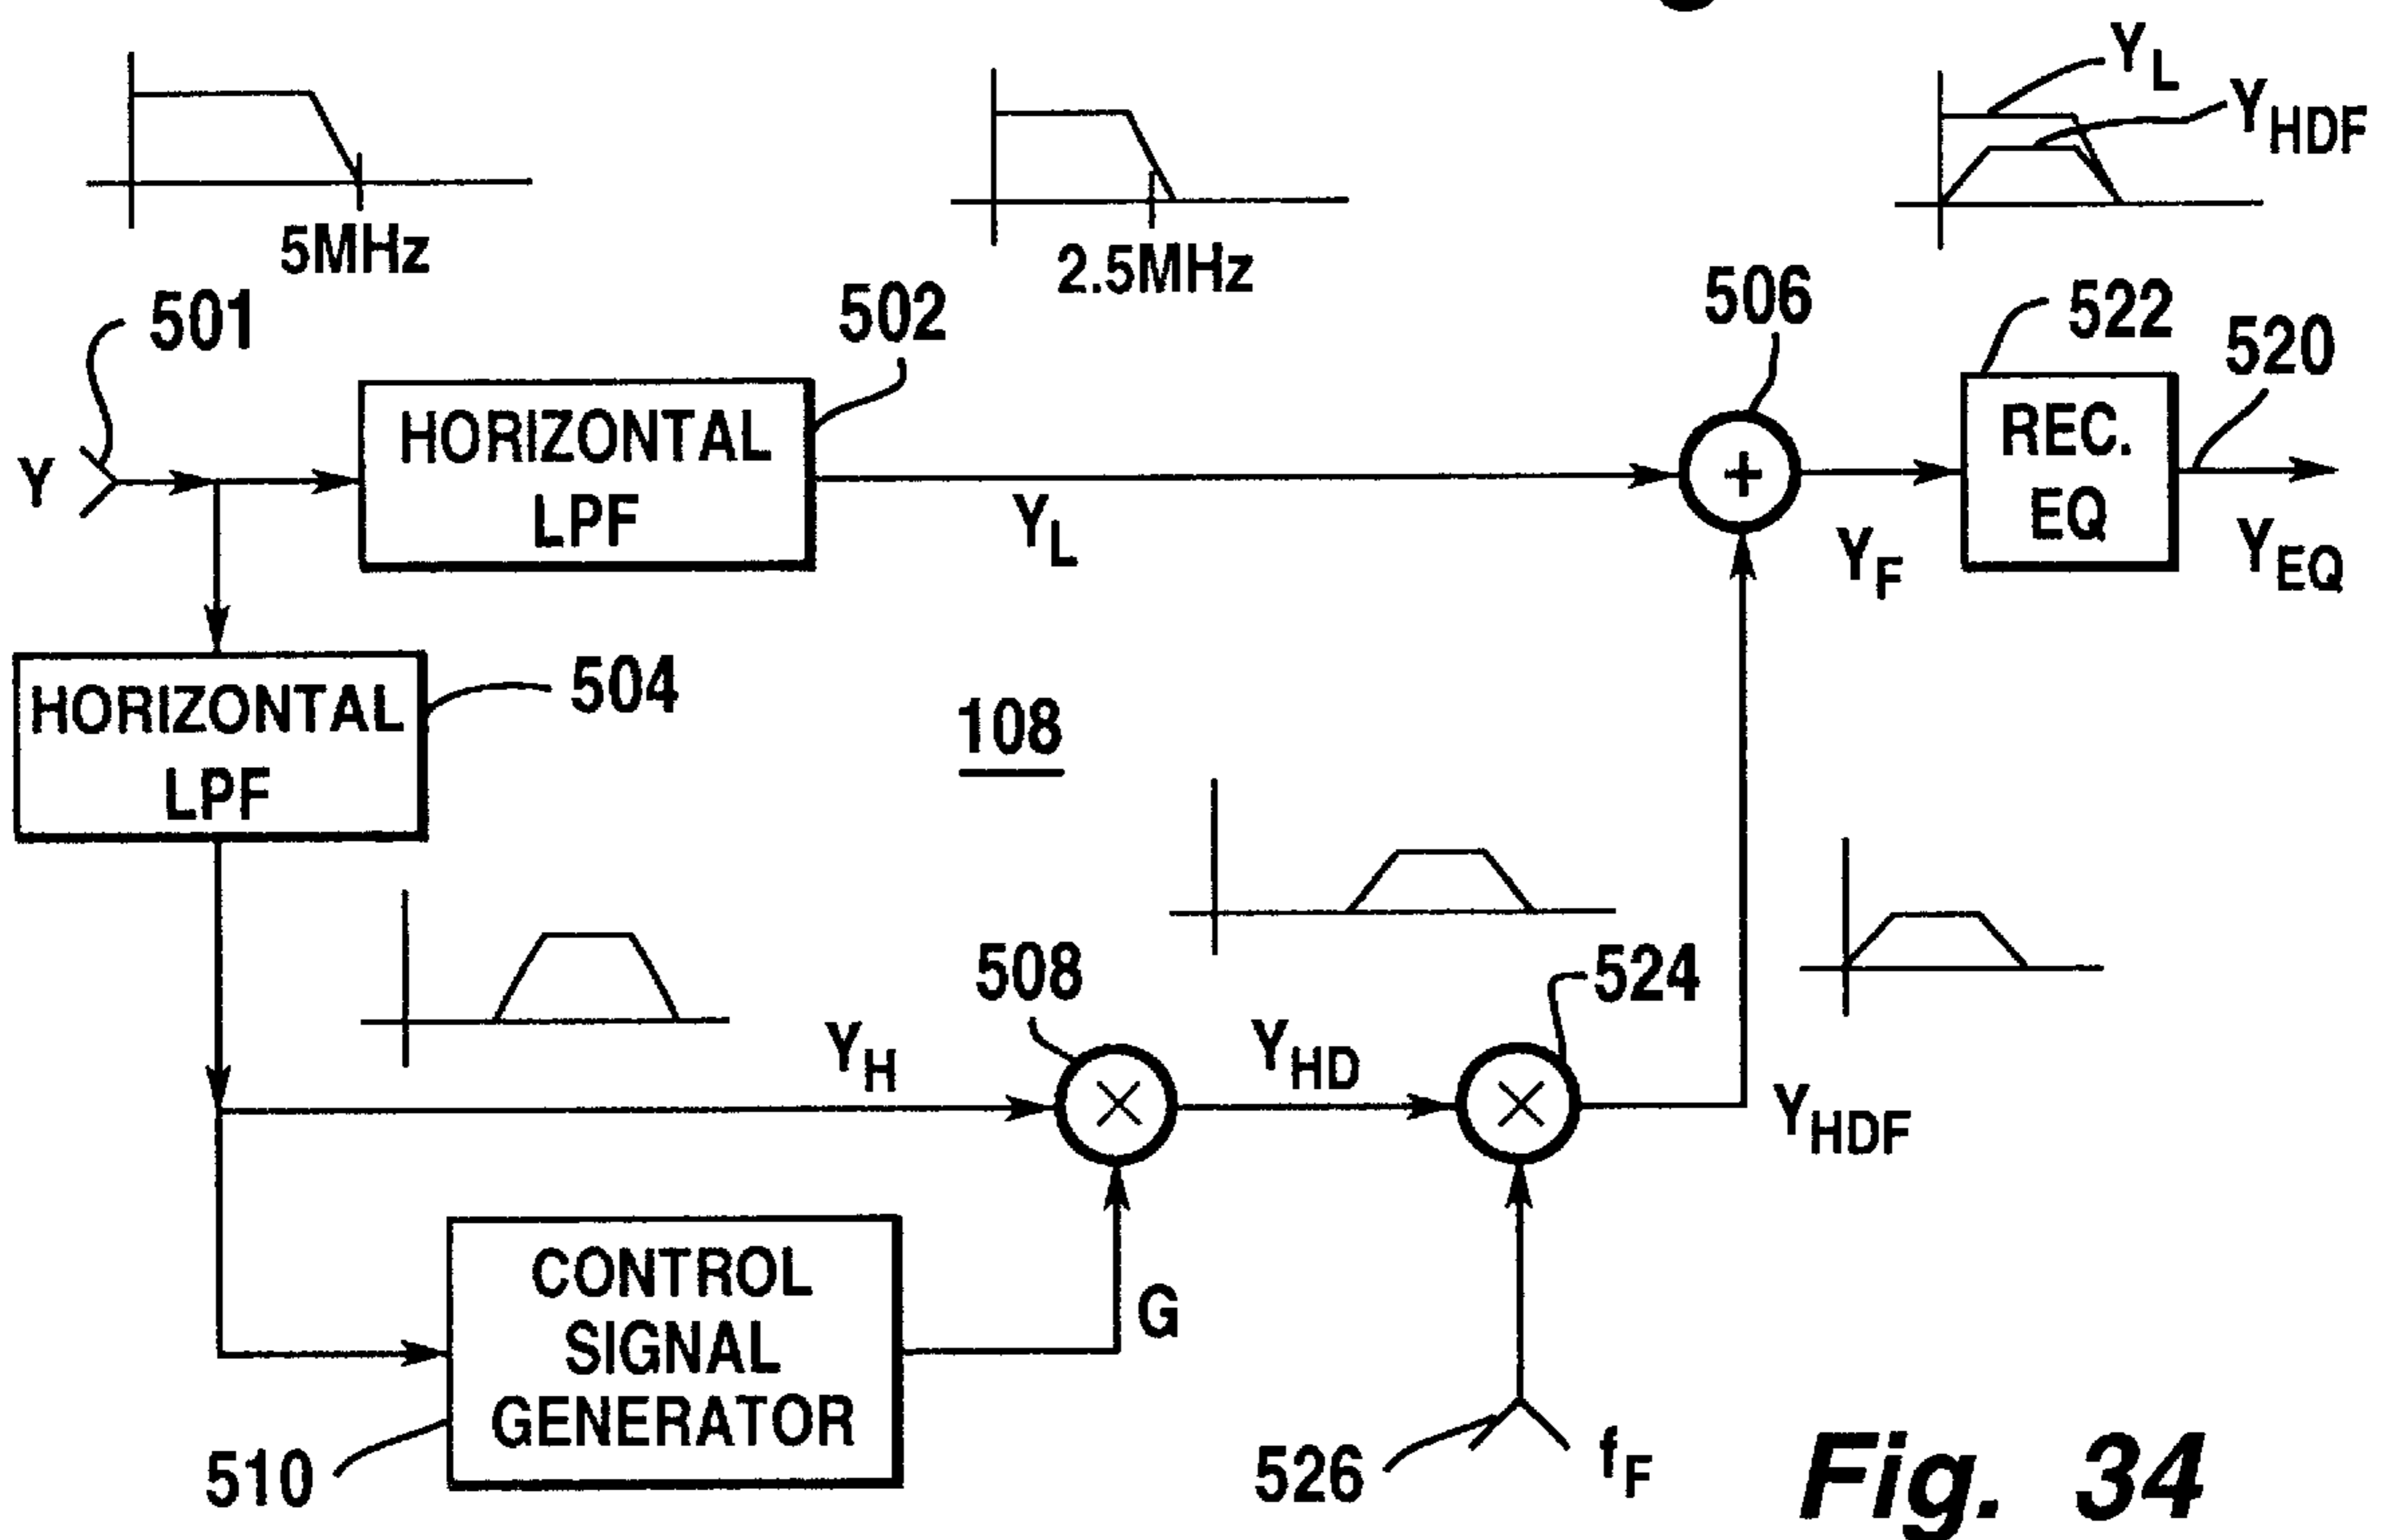 Y_L
Y_HDF
5MHz
2.5MHz
501
502
506
522
520
Y
HORIZONTAL
LPF
Y_L
+
Y_F
REC.
EQ
Y_EQ
HORIZONTAL
LPF
504
108
508
524
Y_H
×
Y_HD
×
Y_HDF
CONTROL
SIGNAL
GENERATOR
G
510
526
f_F
Fig. 34